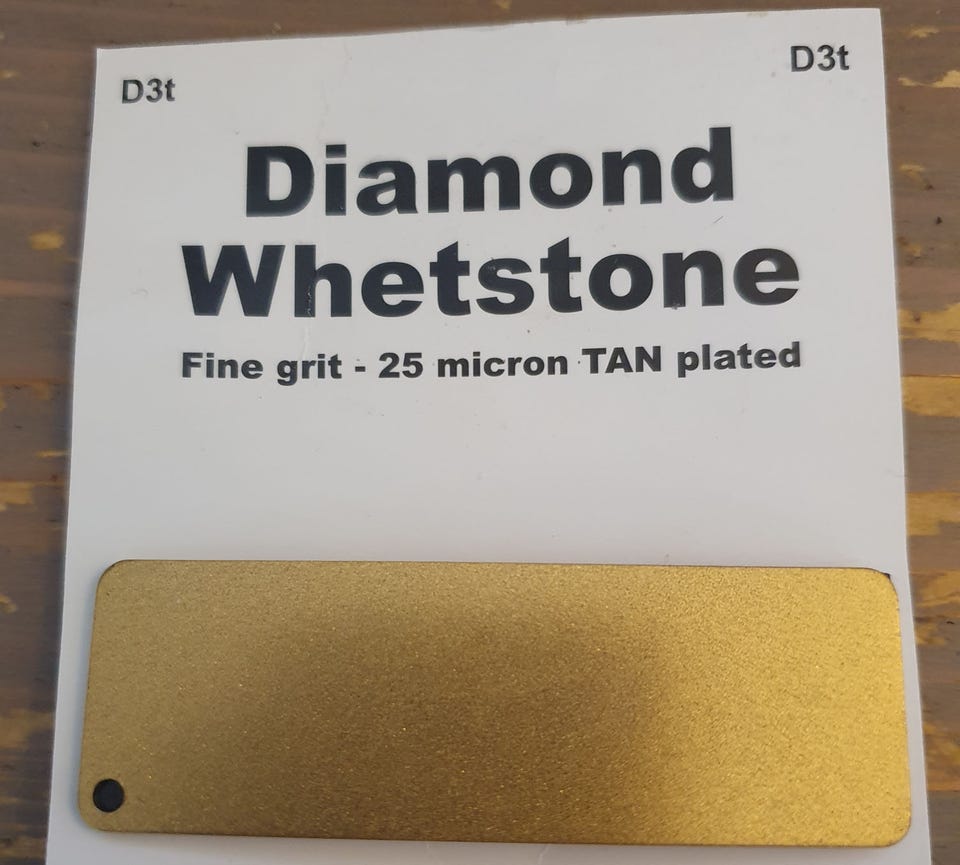 D3t
D3t
Diamond
Whetstone
Fine grit - 25 micron TAN plated